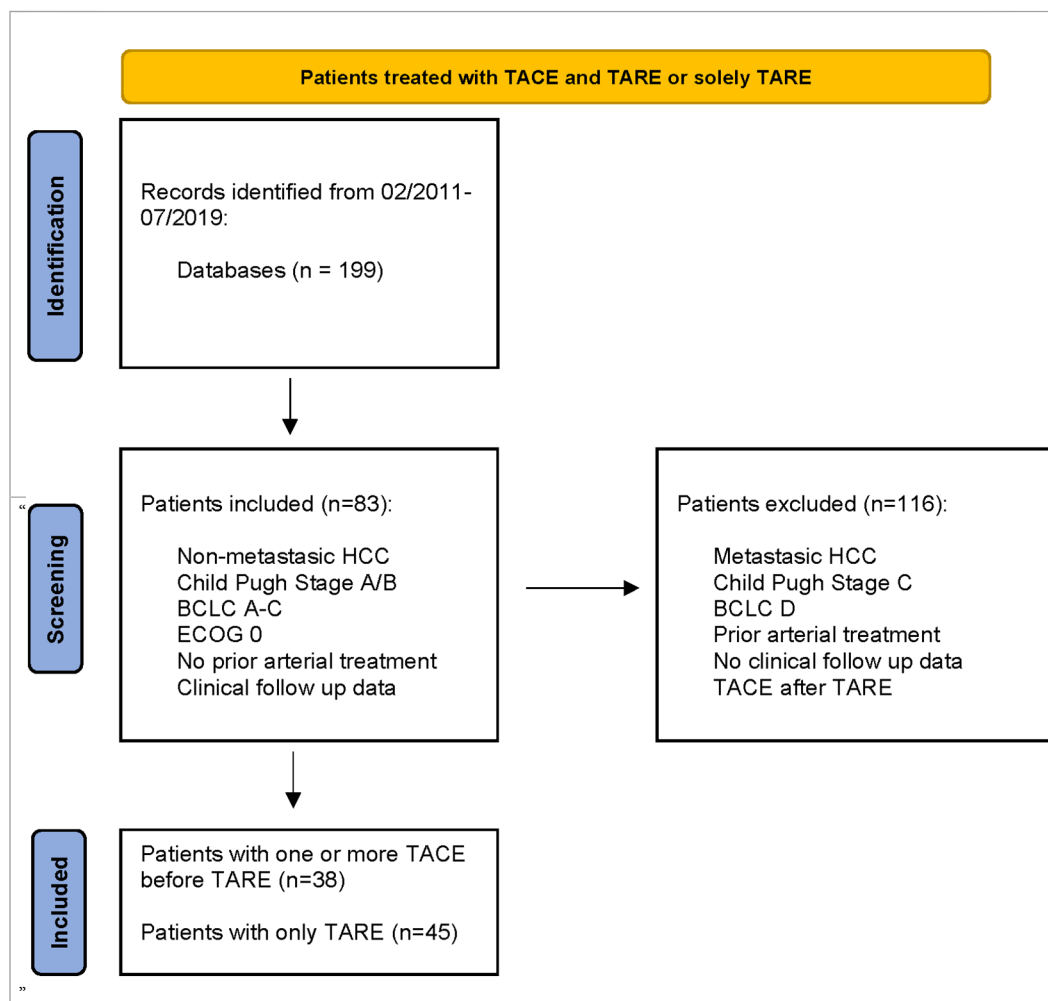 Patients treated with TACE and TARE or solely TARE
Identification
Records identified from 02/2011-
07/2019:
Databases (n = 199)
“
Screening
Patients included (n=83):
Non-metastasic HCC
Child Pugh Stage A/B
BCLC A-C
ECOG 0
No prior arterial treatment
Clinical follow up data
Patients excluded (n=116):
Metastasic HCC
Child Pugh Stage C
BCLC D
Prior arterial treatment
No clinical follow up data
TACE after TARE
Included
Patients with one or more TACE
before TARE (n=38)
Patients with only TARE (n=45)
”